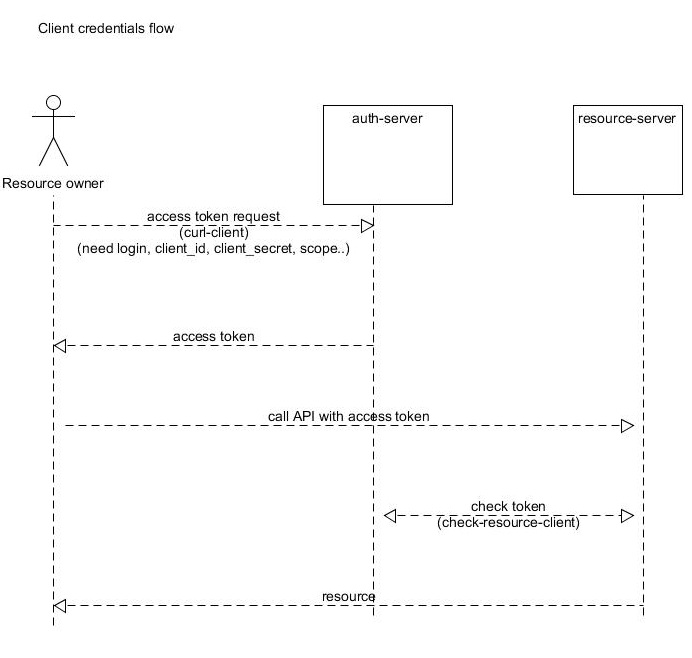 Client credentials flow
auth-server
resource-server
Resource owner
access token request
(curl-client)
(need login, client_id, client_secret, scope..)
access token
call API with access token
check token
(check-resource-client)
resource